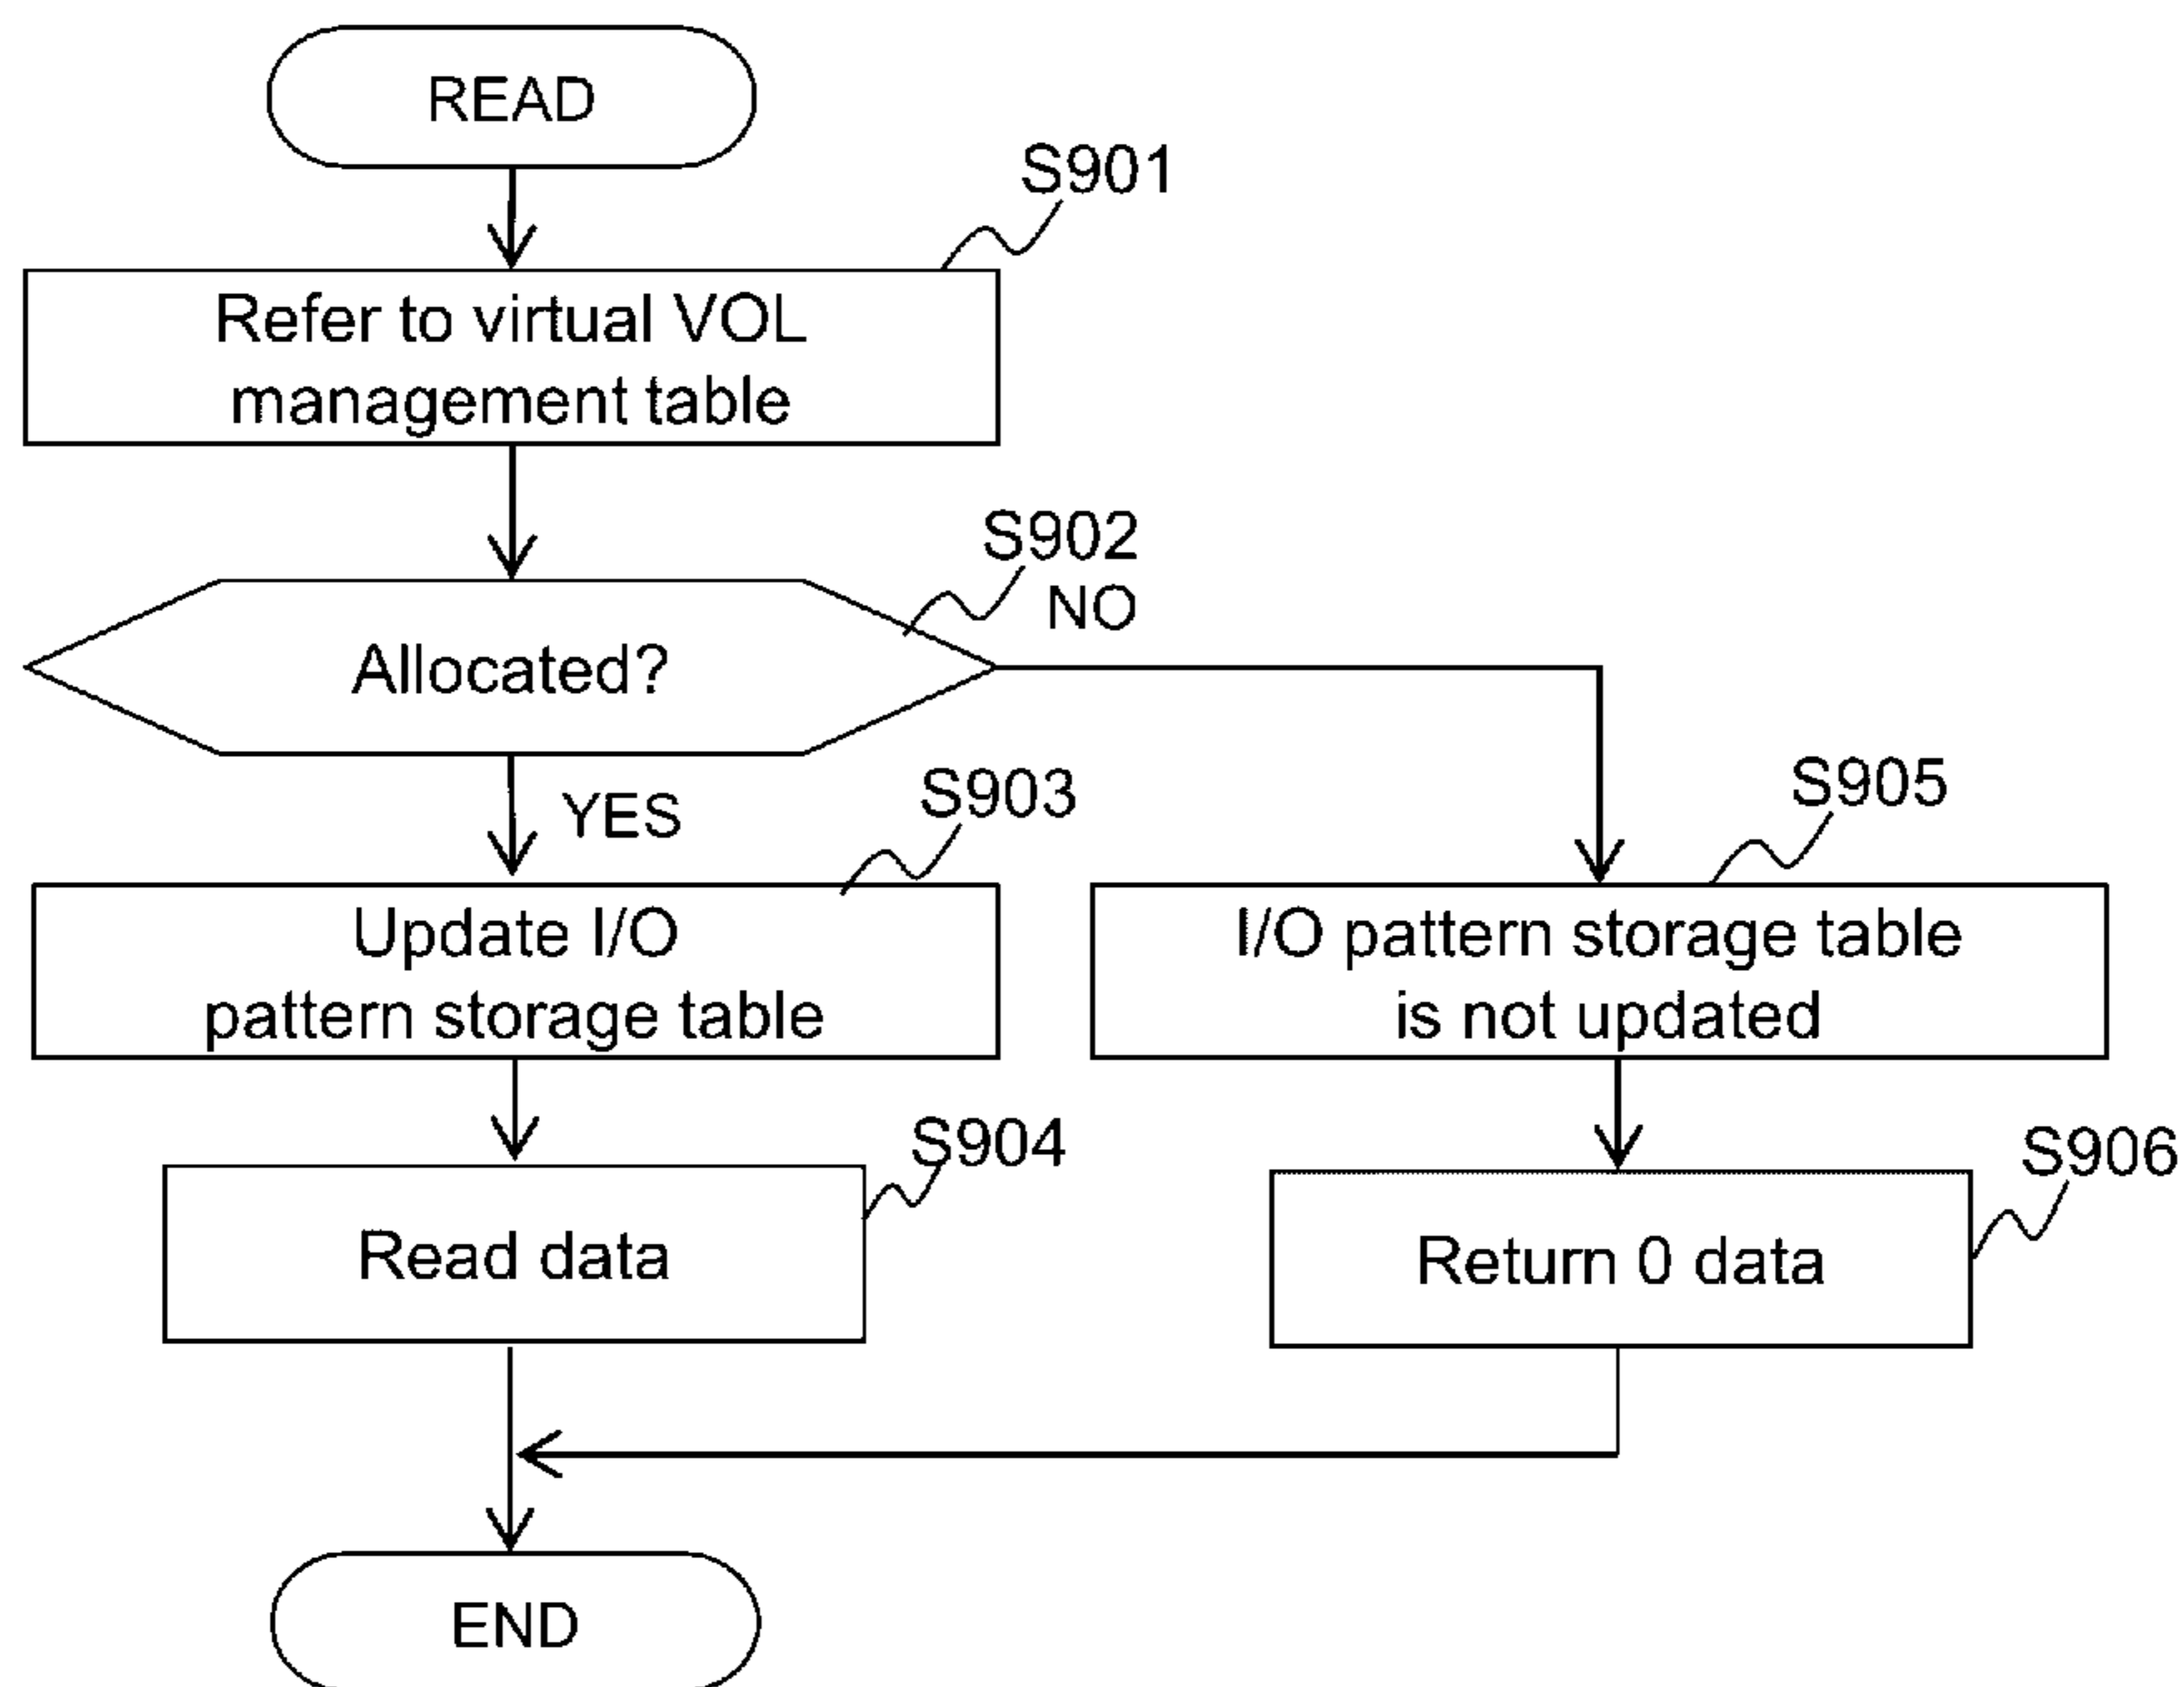 READ
S901
Refer to virtual VOL
management table
S902
NO
Allocated?
YES
S903
S905
Update I/O
pattern storage table
I/O pattern storage table
is not updated
S904
S906
Read data
Return 0 data
END